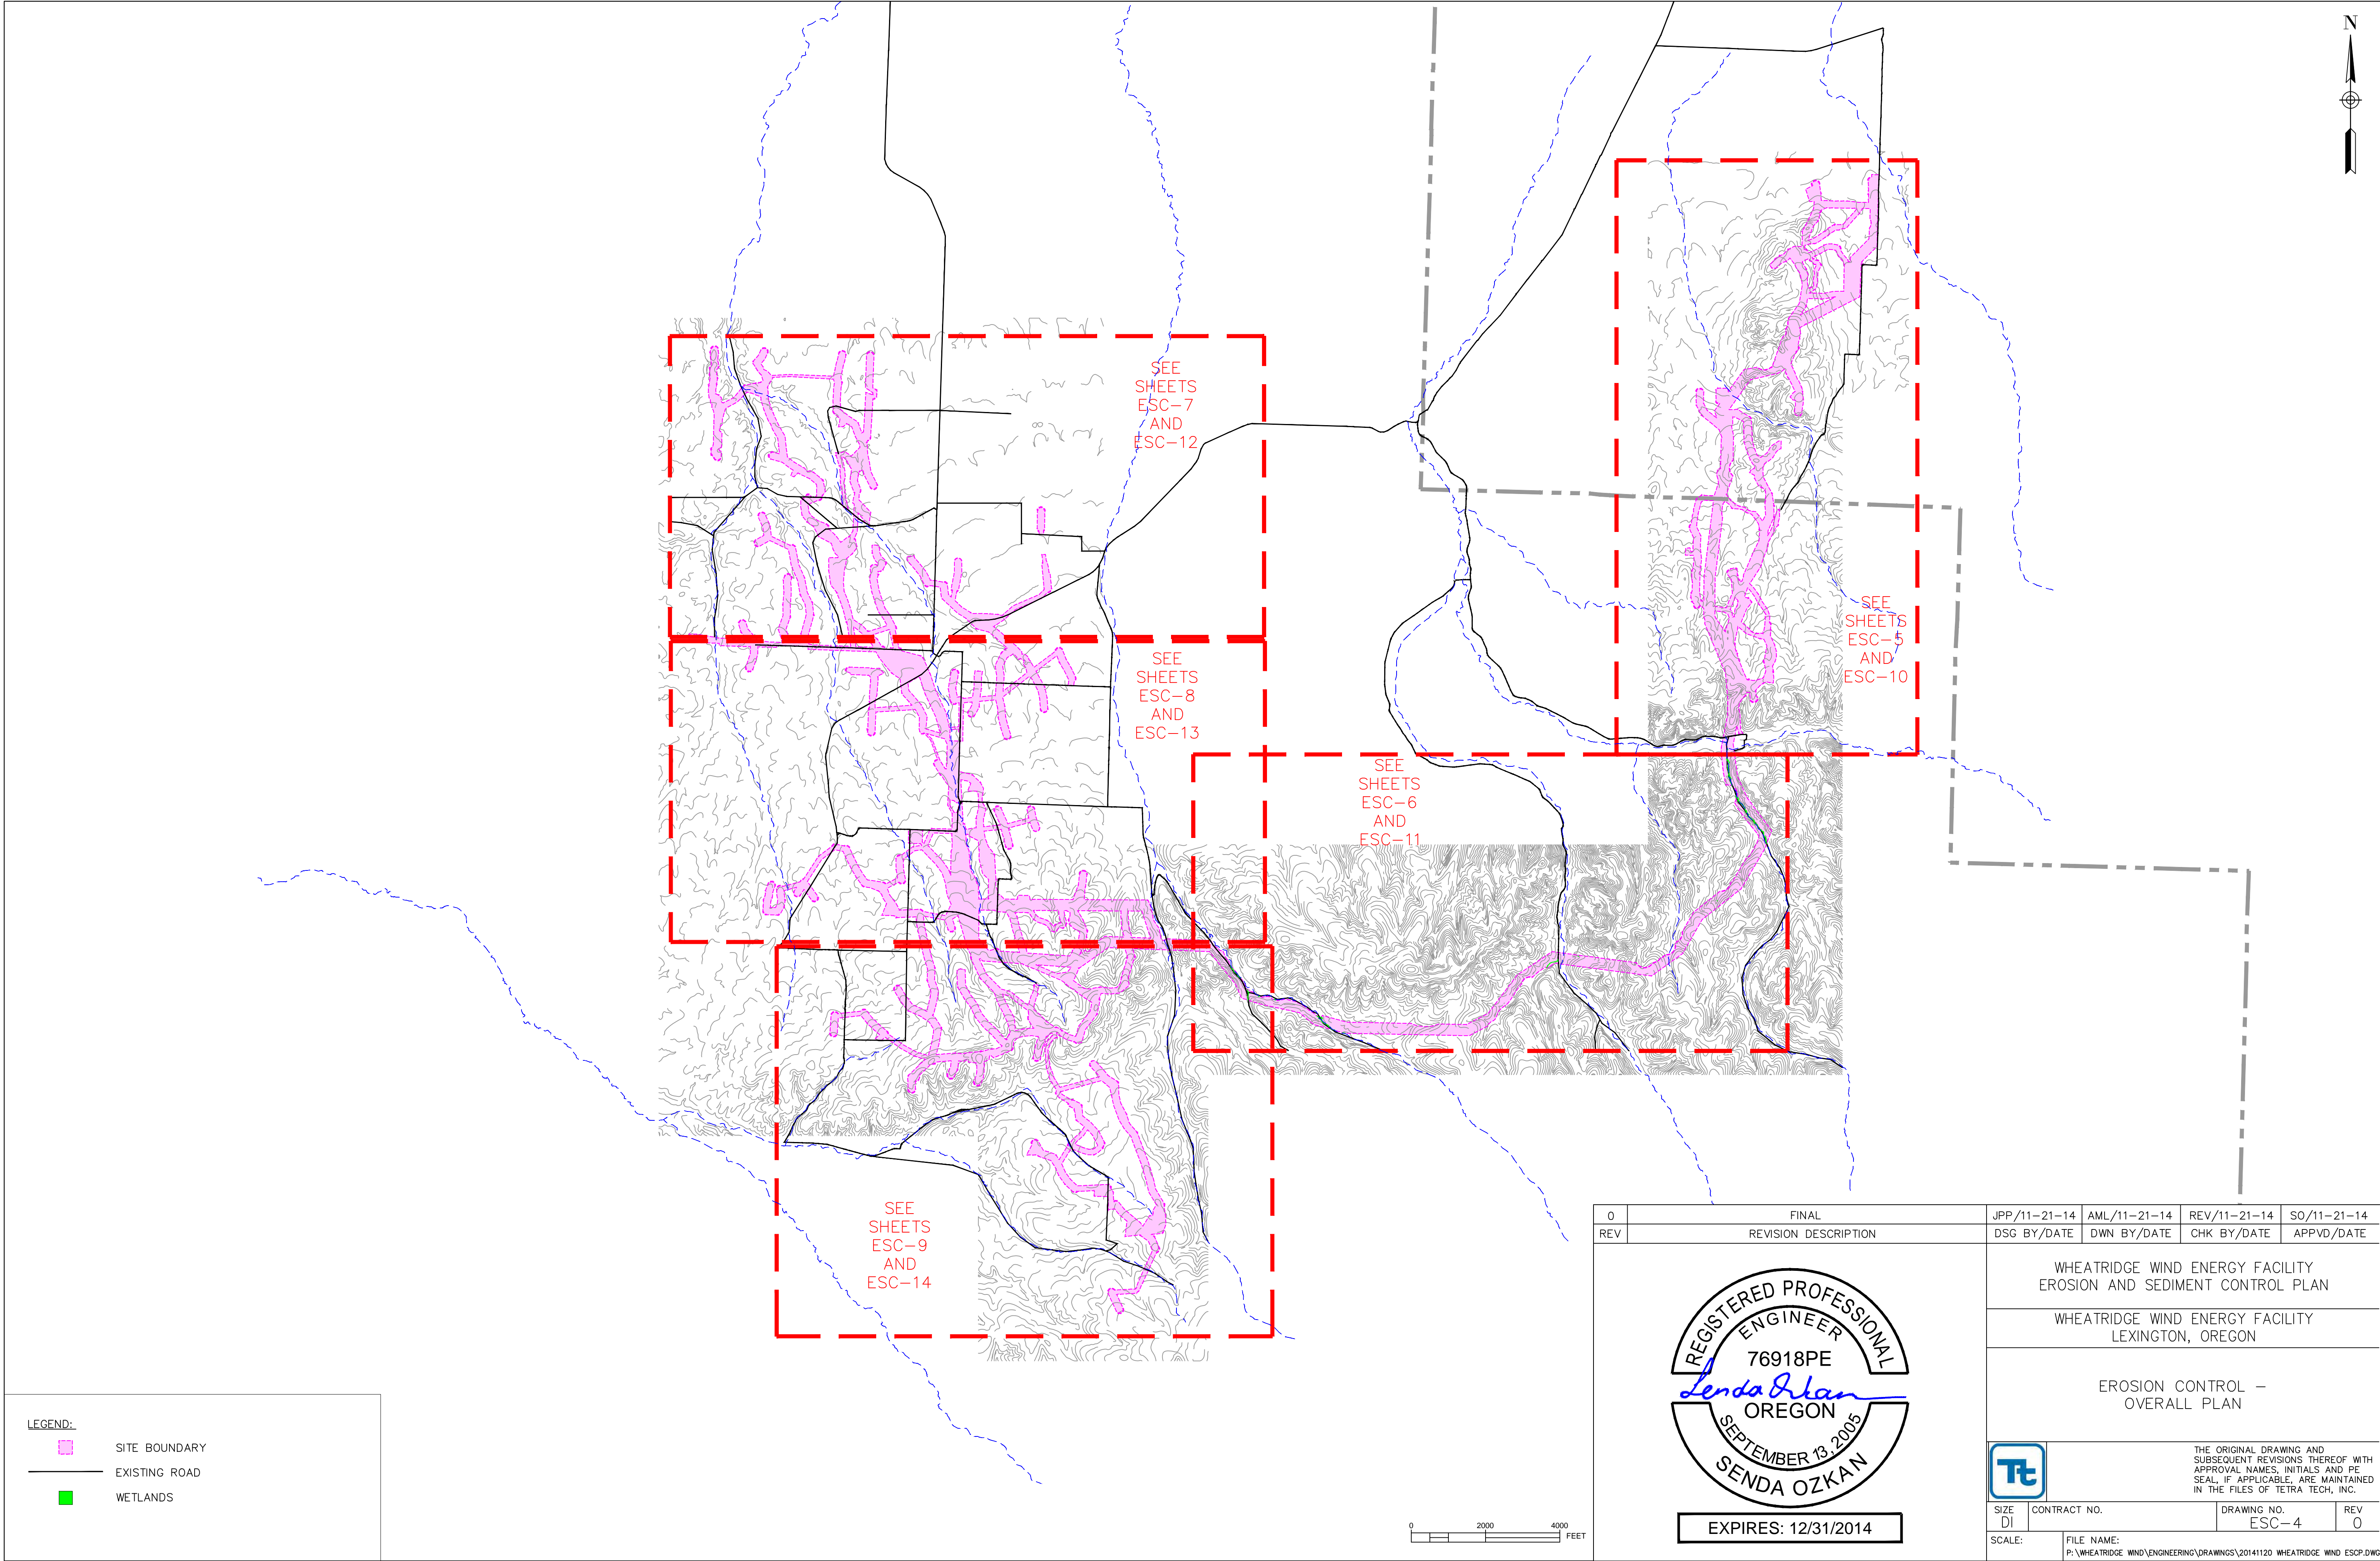 N
SEE
SHEETS
ESC-7
AND
ESC-12
SEE
SHEETS
ESC-5
AND
ESC-10
SEE
SHEETS
ESC-8
AND
ESC-13
SEE
SHEETS
ESC-6
AND
ESC-11
SEE
SHEETS
ESC-9
AND
ESC-14
LEGEND:
SITE BOUNDARY
EXISTING ROAD
WETLANDS
0 2000 4000
FEET
0 FINAL JPP/11-21-14 AML/11-21-14 REV/11-21-14 SO/11-21-14
REV REVISION DESCRIPTION DSG BY/DATE DWN BY/DATE CHK BY/DATE APPVD/DATE
REGISTERED PROFESSIONAL
ENGINEER
76918PE
Senda Ozkan
OREGON
SEPTEMBER 13, 2005
SENDA OZKAN
EXPIRES: 12/31/2014
WHEATRIDGE WIND ENERGY FACILITY
EROSION AND SEDIMENT CONTROL PLAN
WHEATRIDGE WIND ENERGY FACILITY
LEXINGTON, OREGON
EROSION CONTROL -
OVERALL PLAN
Tt
THE ORIGINAL DRAWING AND
SUBSEQUENT REVISIONS THEREOF WITH
APPROVAL NAMES, INITIALS AND PE
SEAL, IF APPLICABLE, ARE MAINTAINED
IN THE FILES OF TETRA TECH, INC.
SIZE CONTRACT NO. DRAWING NO. REV
D1 ESC-4 0
SCALE: FILE NAME:
P:\WHEATRIDGE WIND\ENGINEERING\DRAWINGS\20141120 WHEATRIDGE WIND ESCP.DWG